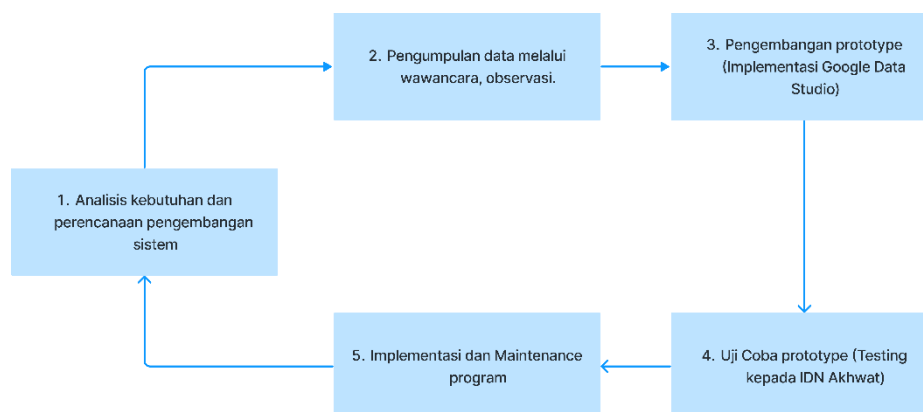 1. Analisis kebutuhan dan
perencanaan pengembangan
sistem
2. Pengumpulan data melalui
wawancara, observasi.
3. Pengembangan prototype
(Implementasi Google Data
Studio)
4. Uji Coba prototype (Testing
kepada IDN Akhwat)
5. Implementasi dan Maintenance
program